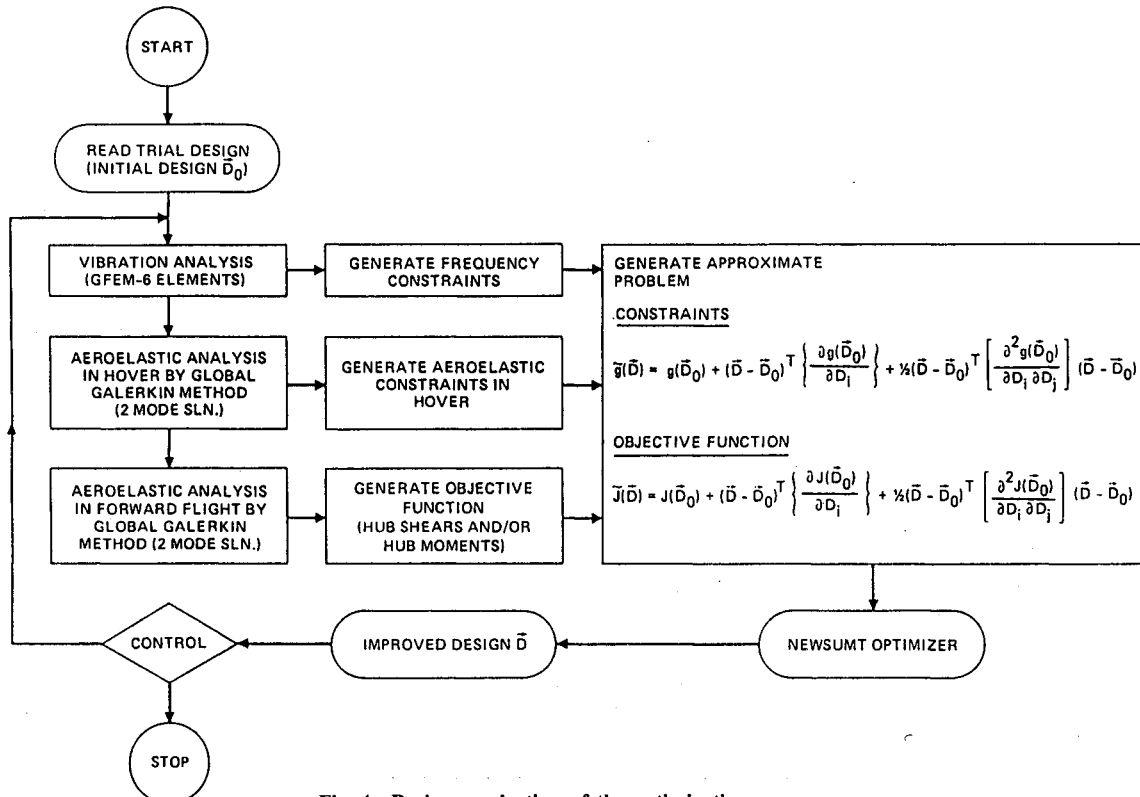 START
READ TRIAL DESIGN
(INITIAL DESIGN D⃗₀)
VIBRATION ANALYSIS
(GFEM-6 ELEMENTS)
GENERATE FREQUENCY
CONSTRAINTS
AEROELASTIC ANALYSIS
IN HOVER BY GLOBAL
GALERKIN METHOD
(2 MODE SLN.)
GENERATE AEROELASTIC
CONSTRAINTS IN
HOVER
AEROELASTIC ANALYSIS
IN FORWARD FLIGHT BY
GLOBAL GALERKIN
METHOD (2 MODE SLN.)
GENERATE OBJECTIVE
FUNCTION
(HUB SHEARS AND/OR
HUB MOMENTS)
GENERATE APPROXIMATE
PROBLEM
CONSTRAINTS
g̃(D⃗) = g(D⃗₀) + (D⃗ - D⃗₀)ᵀ {∂g(D⃗₀)/∂Dᵢ} + ½(D⃗ - D⃗₀)ᵀ [∂²g(D⃗₀)/∂Dᵢ ∂Dⱼ] (D⃗ - D⃗₀)
OBJECTIVE FUNCTION
J̃(D⃗) = J(D⃗₀) + (D⃗ - D⃗₀)ᵀ {∂J(D⃗₀)/∂Dᵢ} + ½(D⃗ - D⃗₀)ᵀ [∂²J(D⃗₀)/∂Dᵢ ∂Dⱼ] (D⃗ - D⃗₀)
CONTROL
IMPROVED DESIGN D⃗
NEWSUMT OPTIMIZER
STOP